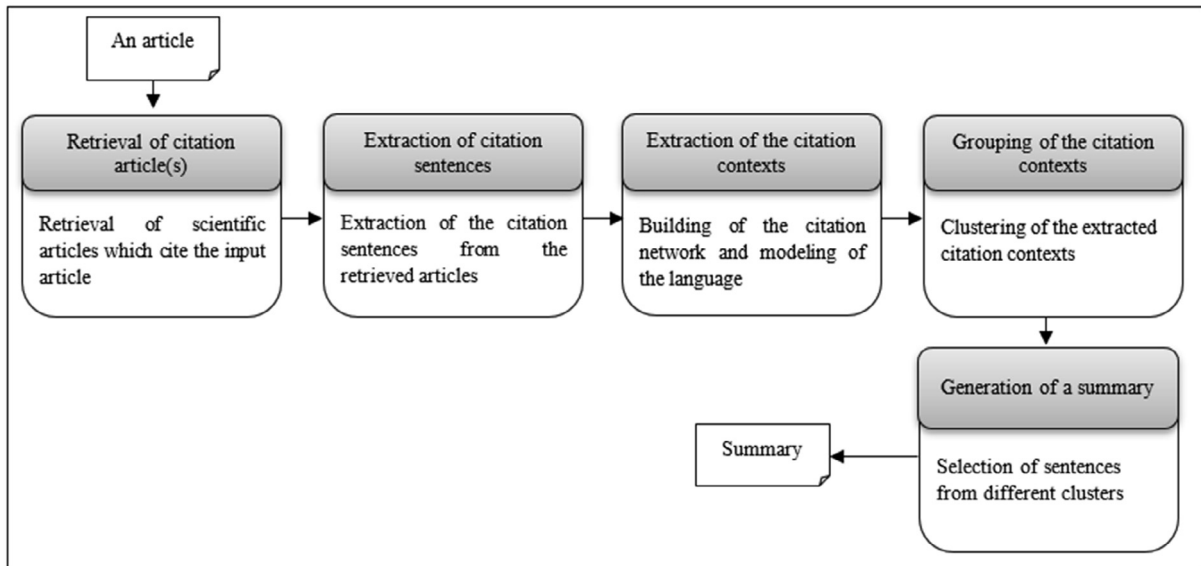 An article
Retrieval of citation
article(s)
Retrieval of scientific
articles which cite the input
article
Extraction of citation
sentences
Extraction of the citation
sentences from the
retrieved articles
Extraction of the citation
contexts
Building of the citation
network and modeling of
the language
Grouping of the citation
contexts
Clustering of the extracted
citation contexts
Generation of a summary
Selection of sentences
from different clusters
Summary